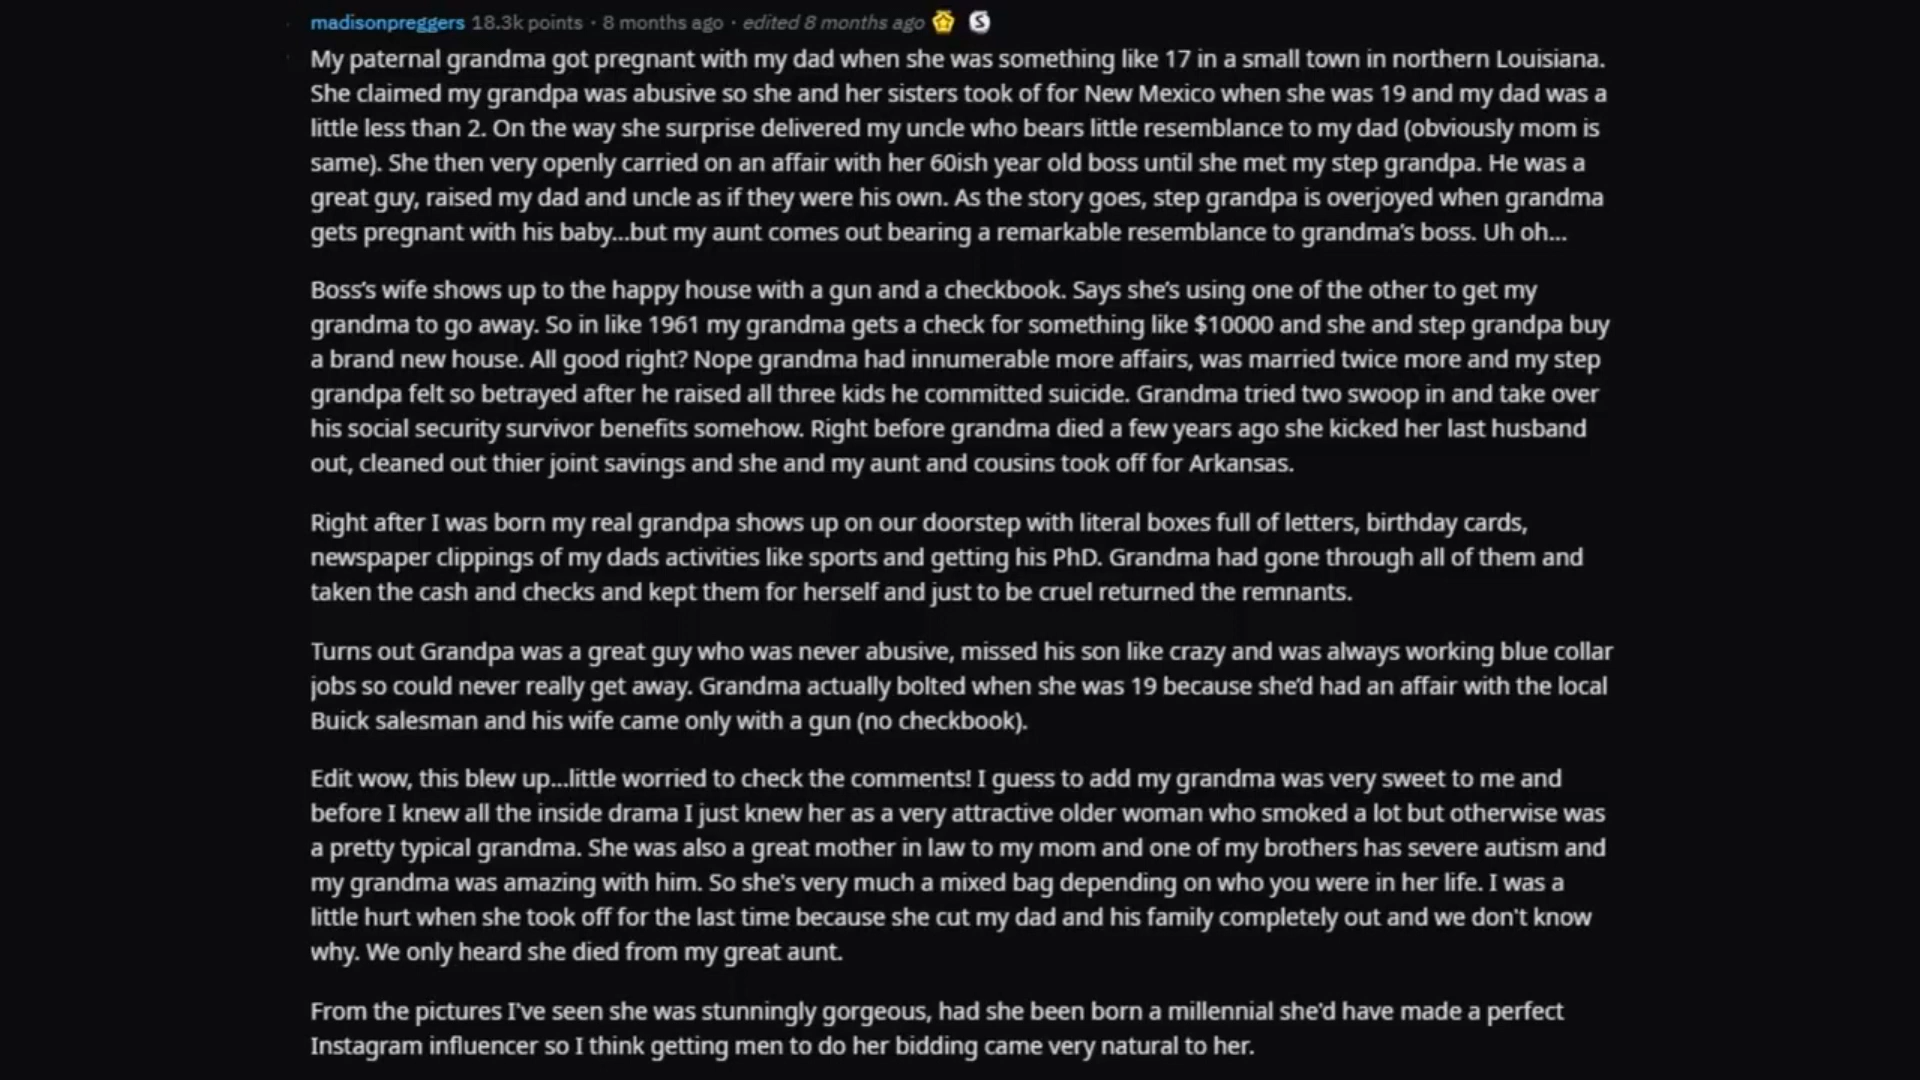 madisonpreggers 18.3k points · 8 months ago · edited 8 months ago
My paternal grandma got pregnant with my dad when she was something like 17 in a small town in northern Louisiana.
She claimed my grandpa was abusive so she and her sisters took of for New Mexico when she was 19 and my dad was a
little less than 2. On the way she surprise delivered my uncle who bears little resemblance to my dad (obviously mom is
same). She then very openly carried on an affair with her 60ish year old boss until she met my step grandpa. He was a
great guy, raised my dad and uncle as if they were his own. As the story goes, step grandpa is overjoyed when grandma
gets pregnant with his baby...but my aunt comes out bearing a remarkable resemblance to grandma's boss. Uh oh...
Boss's wife shows up to the happy house with a gun and a checkbook. Says she's using one of the other to get my
grandma to go away. So in like 1961 my grandma gets a check for something like $10000 and she and step grandpa buy
a brand new house. All good right? Nope grandma had innumerable more affairs, was married twice more and my step
grandpa felt so betrayed after he raised all three kids he committed suicide. Grandma tried two swoop in and take over
his social security survivor benefits somehow. Right before grandma died a few years ago she kicked her last husband
out, cleaned out thier joint savings and she and my aunt and cousins took off for Arkansas.
Right after I was born my real grandpa shows up on our doorstep with literal boxes full of letters, birthday cards,
newspaper clippings of my dads activities like sports and getting his PhD. Grandma had gone through all of them and
taken the cash and checks and kept them for herself and just to be cruel returned the remnants.
Turns out Grandpa was a great guy who was never abusive, missed his son like crazy and was always working blue collar
jobs so could never really get away. Grandma actually bolted when she was 19 because she'd had an affair with the local
Buick salesman and his wife came only with a gun (no checkbook).
Edit wow, this blew up...little worried to check the comments! I guess to add my grandma was very sweet to me and
before I knew all the inside drama I just knew her as a very attractive older woman who smoked a lot but otherwise was
a pretty typical grandma. She was also a great mother in law to my mom and one of my brothers has severe autism and
my grandma was amazing with him. So she's very much a mixed bag depending on who you were in her life. I was a
little hurt when she took off for the last time because she cut my dad and his family completely out and we don't know
why. We only heard she died from my great aunt.
From the pictures I've seen she was stunningly gorgeous, had she been born a millennial she'd have made a perfect
Instagram influencer so I think getting men to do her bidding came very natural to her.